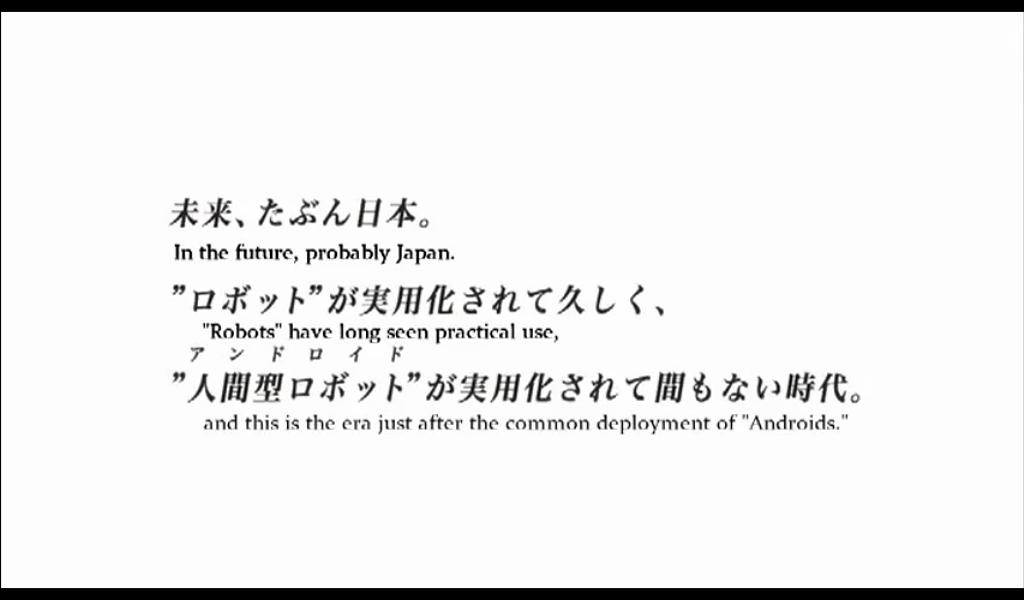 未来、たぶん日本。
In the future, probably Japan.
”ロボット”が実用化されて久しく、
"Robots" have long seen practical use,
アンドロイド
”人間型ロボット”が実用化されて間もない時代。
and this is the era just after the common deployment of "Androids."